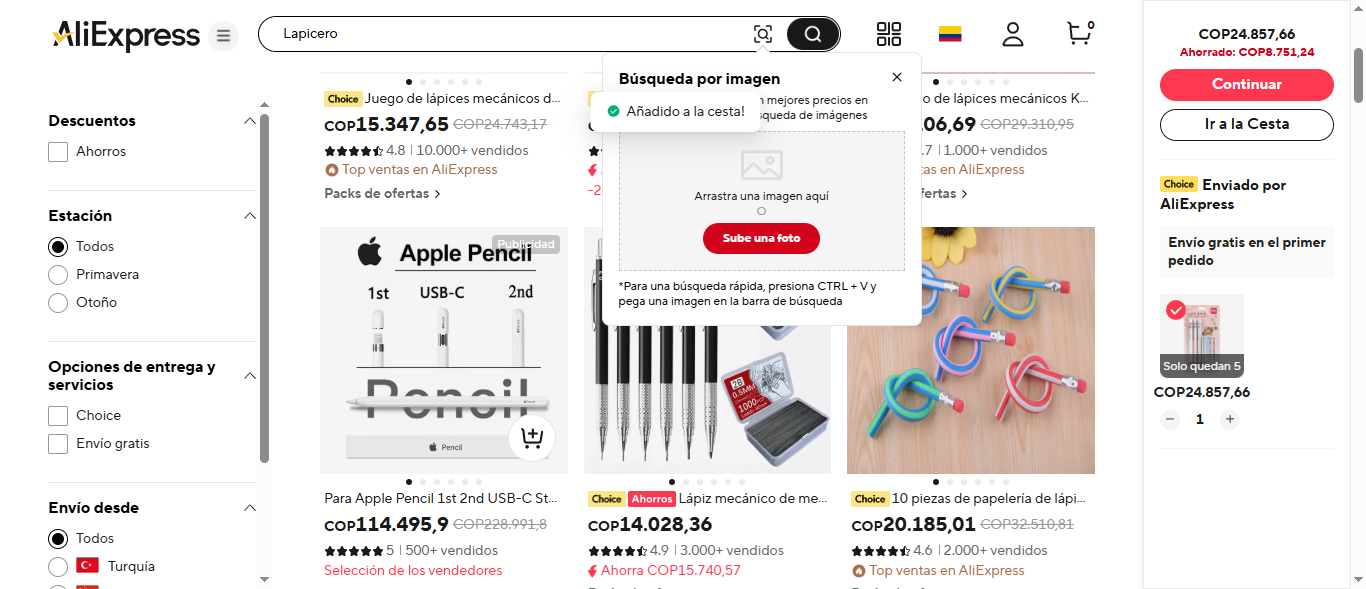 AliExpress
Lapicero
0
Búsqueda por imagen
n mejores precios en
squeda de imágenes
Añadido a la cesta!
Arrastra una imagen aquí
O
Sube una foto
*Para una búsqueda rápida, presiona CTRL + V y
pega una imagen en la barra de búsqueda
Descuentos
Ahorros
Estación
Todos
Primavera
Otoño
Opciones de entrega y
servicios
Choice
Envío gratis
Envío desde
Todos
Turquía
Choice Juego de lápices mecánicos d...
COP15.347,65 COP24.743,17
4.8 | 10.000+ vendidos
Top ventas en AliExpress
Packs de ofertas >
-2
o de lápices mecánicos K...
06,69 COP29.310,95
.7 | 1.000+ vendidos
tas en AliExpress
fertas >
Publicidad
Apple Pencil
1st USB-C 2nd
Pencil
Pencil
Para Apple Pencil 1st 2nd USB-C St...
COP114.495,9 COP228.991,8
5 | 500+ vendidos
Selección de los vendedores
2B
0.5MM
1000PCS
Choice Ahorros Lápiz mecánico de me...
COP14.028,36
4.9 | 3.000+ vendidos
Ahorra COP15.740,57
Choice 10 piezas de papelería de lápi...
COP20.185,01 COP32.510,81
4.6 | 2.000+ vendidos
Top ventas en AliExpress
COP24.857,66
Ahorrado: COP8.751,24
Continuar
Ir a la Cesta
Choice Enviado por
AliExpress
Envío gratis en el primer
pedido
Solo quedan 5
COP24.857,66
− 1 +